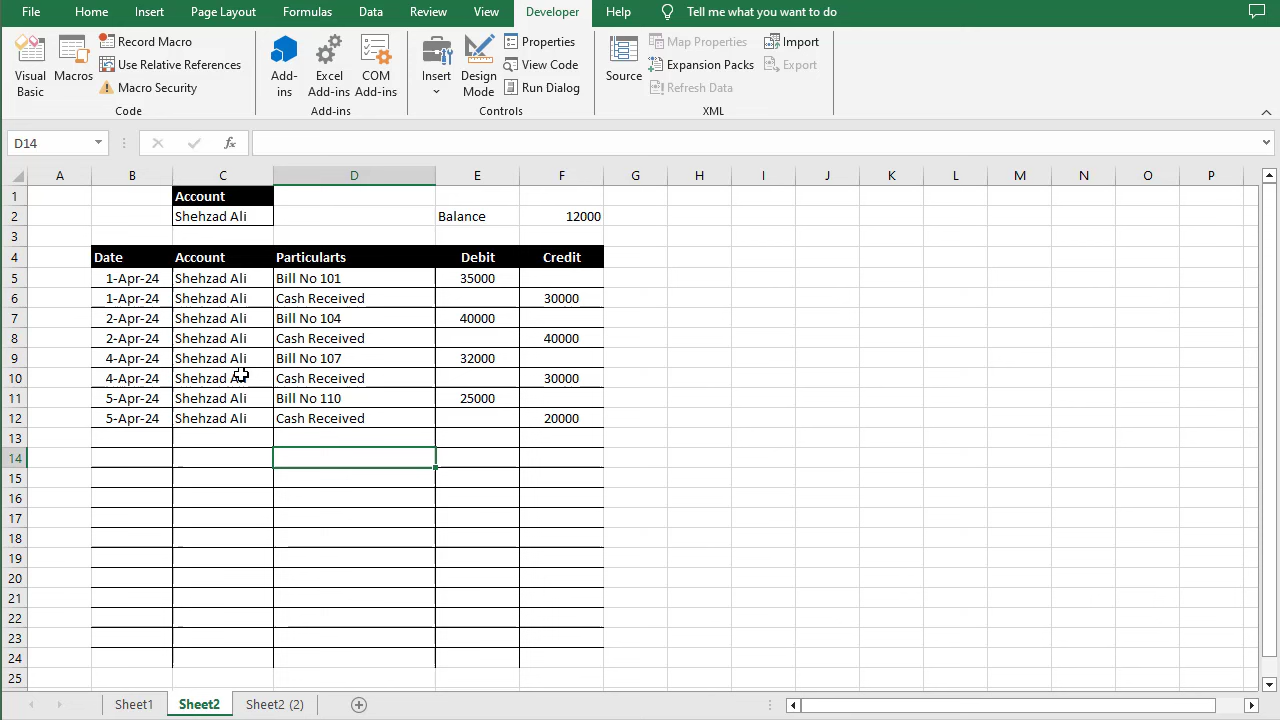 File Home Insert Page Layout Formulas Data Review View Developer Help Tell me what you want to do
Visual Basic
Macros
Record Macro
Use Relative References
Macro Security
Code
Add-ins
Excel Add-ins
COM Add-ins
Add-ins
Insert
Design Mode
Properties
View Code
Run Dialog
Controls
Source
Map Properties
Expansion Packs
Refresh Data
Import
Export
XML
D14 fx
A B C D E F G H I J K L M N O P
1 Account
2 Shehzad Ali Balance 12000
3
4 Date Account Particularts Debit Credit
5 1-Apr-24 Shehzad Ali Bill No 101 35000
6 1-Apr-24 Shehzad Ali Cash Received 30000
7 2-Apr-24 Shehzad Ali Bill No 104 40000
8 2-Apr-24 Shehzad Ali Cash Received 40000
9 4-Apr-24 Shehzad Ali Bill No 107 32000
10 4-Apr-24 Shehzad Ali Cash Received 30000
11 5-Apr-24 Shehzad Ali Bill No 110 25000
12 5-Apr-24 Shehzad Ali Cash Received 20000
13
14
15
16
17
18
19
20
21
22
23
24
25
Sheet1 Sheet2 Sheet2 (2)